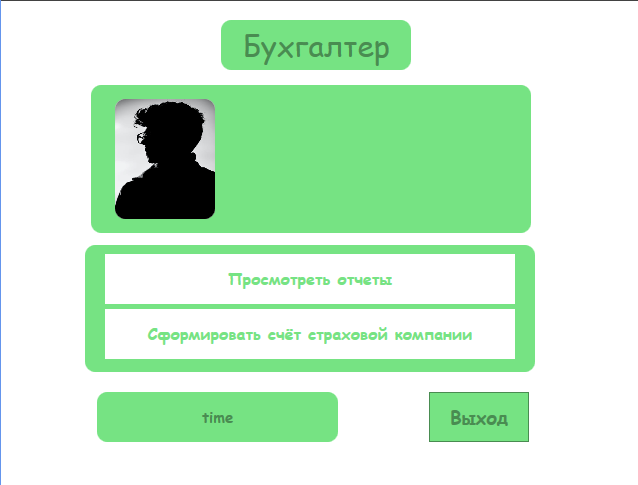 Бухгалтер
Просмотреть отчеты
Сформировать счёт страховой компании
time
Выход